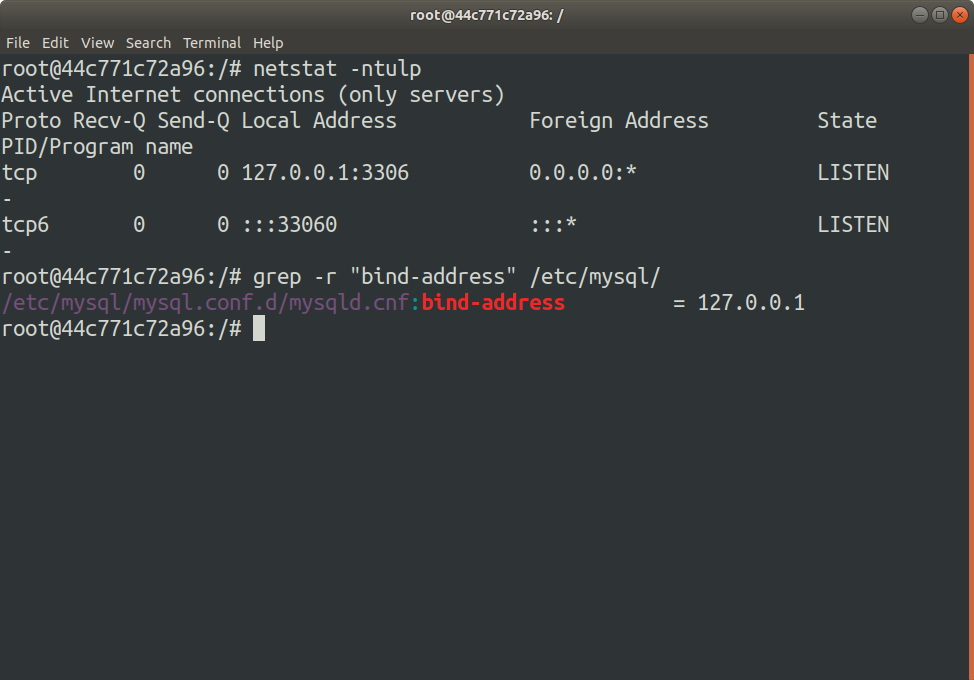 root@44c771c72a96: /
File Edit View Search Terminal Help
root@44c771c72a96:/# netstat -ntulp
Active Internet connections (only servers)
Proto Recv-Q Send-Q Local Address           Foreign Address         State
PID/Program name
tcp        0      0 127.0.0.1:3306          0.0.0.0:*               LISTEN
-
tcp6       0      0 :::33060                :::*                    LISTEN
-
root@44c771c72a96:/# grep -r "bind-address" /etc/mysql/
/etc/mysql/mysql.conf.d/mysqld.cnf:bind-address         = 127.0.0.1
root@44c771c72a96:/#